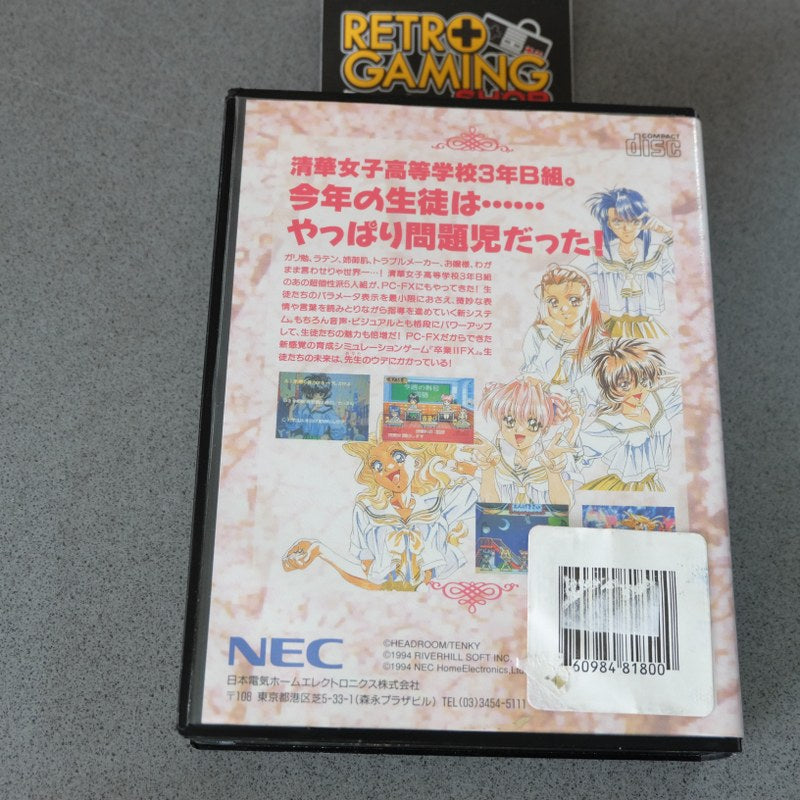 RETRO
GAMING
SHOP
COMPACT
disc
清華女子高等学校3年B組。
今年の生徒は……
やっぱり問題児だった!
ガリ勉、ラテン、姉御肌、トラブルメーカー、お嬢様、わが
まま言わせりゃ世界一…! 清華女子高等学校3年B組
のあの超個性派5人組が、PC-FXにもやってきた! 生
徒たちのパラメータ表示を最小限におさえ、微妙な表
情や言葉を読みとりながら指導を進めていく新システ
ム。もちろん音声・ビジュアルとも格段にパワーアップ
して、生徒たちの魅力も倍増だ! PC-FXだからできた
新感覚の育成シミュレーションゲーム『卒業IIFX』。生
徒たちの未来は、先生のウデにかかっている!
今週の科目
NEC
©HEADROOM/TENKY
©1994 RIVERHILL SOFT INC.
©1994 NEC HomeElectronics,Ltd
日本電気ホームエレクトロニクス株式会社
〒108 東京都港区芝5-33-1(森永プラザビル) TEL(03)3454-5111
60984 81800